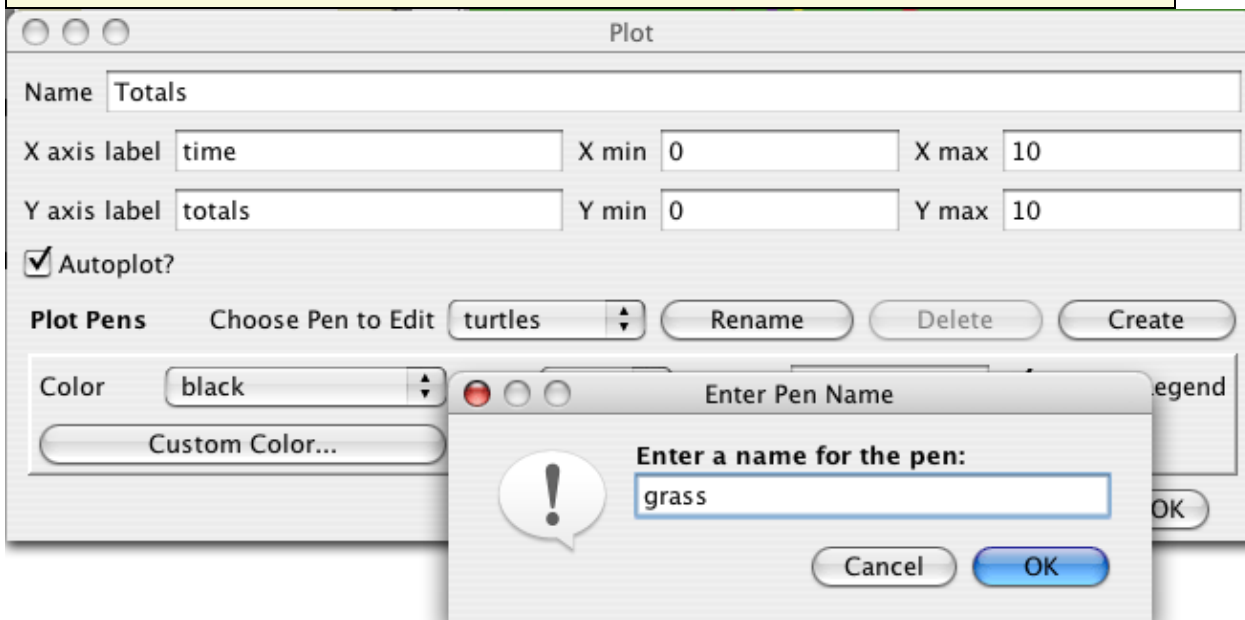 Plot
Name Totals
X axis label time X min 0 X max 10
Y axis label totals Y min 0 Y max 10
Autoplot?
Plot Pens Choose Pen to Edit turtles Rename Delete Create
Color black
Custom Color...
OK
Enter Pen Name
Enter a name for the pen:
grass
Cancel OK